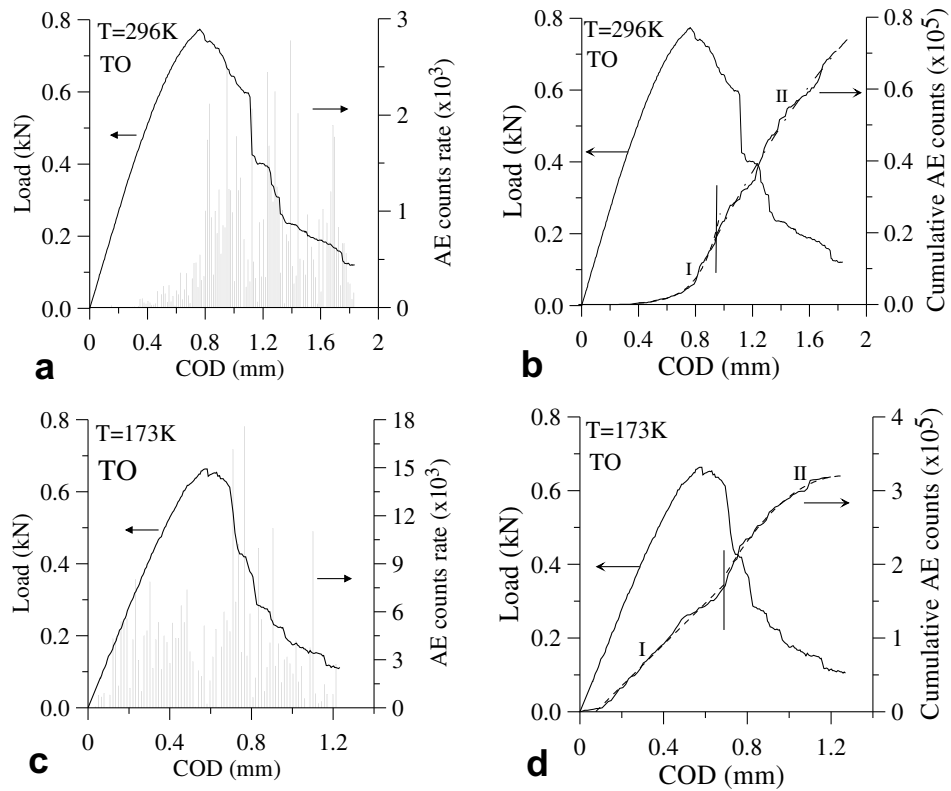 T=296K
TO
0.8
0.6
0.4
0.2
0.0
Load (kN)
3
2
1
0
AE counts rate (x10³)
0 0.4 0.8 1.2 1.6 2
COD (mm)
a
T=296K
TO
0.8
0.6
0.4
0.2
0.0
Load (kN)
I
II
0.8
0.6
0.4
0.2
0.0
Cumulative AE counts (x10⁵)
0 0.4 0.8 1.2 1.6 2
COD (mm)
b
T=173K
TO
0.8
0.6
0.4
0.2
0.0
Load (kN)
18
15
12
9
6
3
0
AE counts rate (x10³)
0 0.4 0.8 1.2
COD (mm)
c
T=173K
TO
0.8
0.6
0.4
0.2
0.0
Load (kN)
I
II
4
3
2
1
0
Cumulative AE counts (x10⁵)
0 0.4 0.8 1.2
COD (mm)
d